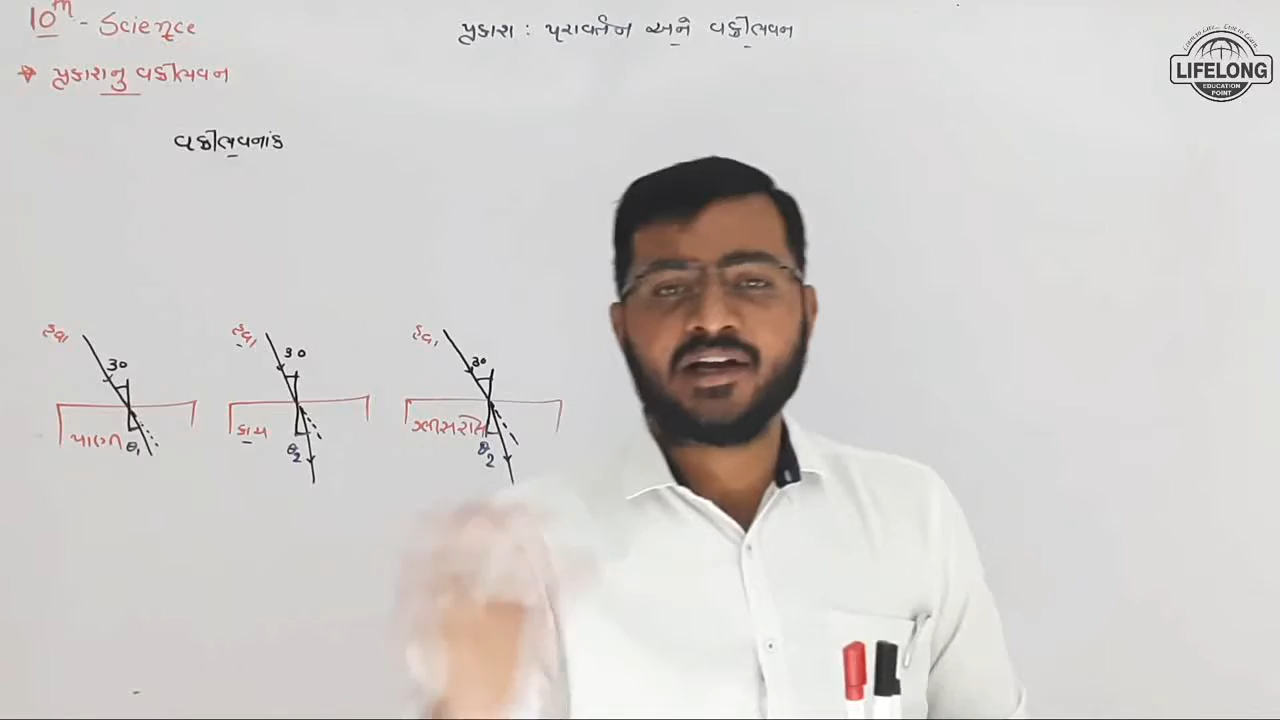 10th - Science
પ્રકાશ : પરાવર્તન અને વક્રીભવન
પ્રકાશનુ વક્રીભવન
વક્રીભવનાંક
હવા
30
પાણી
θ1
હવા
30
કાચ
θ2
હવા
30
θ2
LIFELONG
EDUCATION
POINT